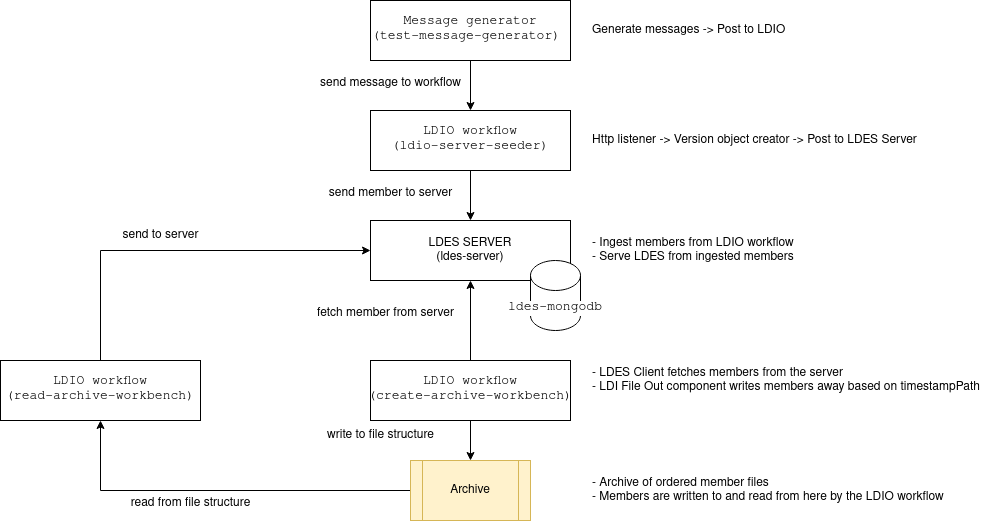 Message generator
(test-message-generator)
Generate messages -> Post to LDIO
send message to workflow
LDIO workflow
(ldio-server-seeder)
Http listener -> Version object creator -> Post to LDES Server
send member to server
send to server
LDES SERVER
(ldes-server)
- Ingest members from LDIO workflow
- Serve LDES from ingested members
ldes-mongodb
fetch member from server
LDIO workflow
(read-archive-workbench)
LDIO workflow
(create-archive-workbench)
- LDES Client fetches members from the server
- LDI File Out component writes members away based on timestampPath
write to file structure
Archive
- Archive of ordered member files
- Members are written to and read from here by the LDIO workflow
read from file structure